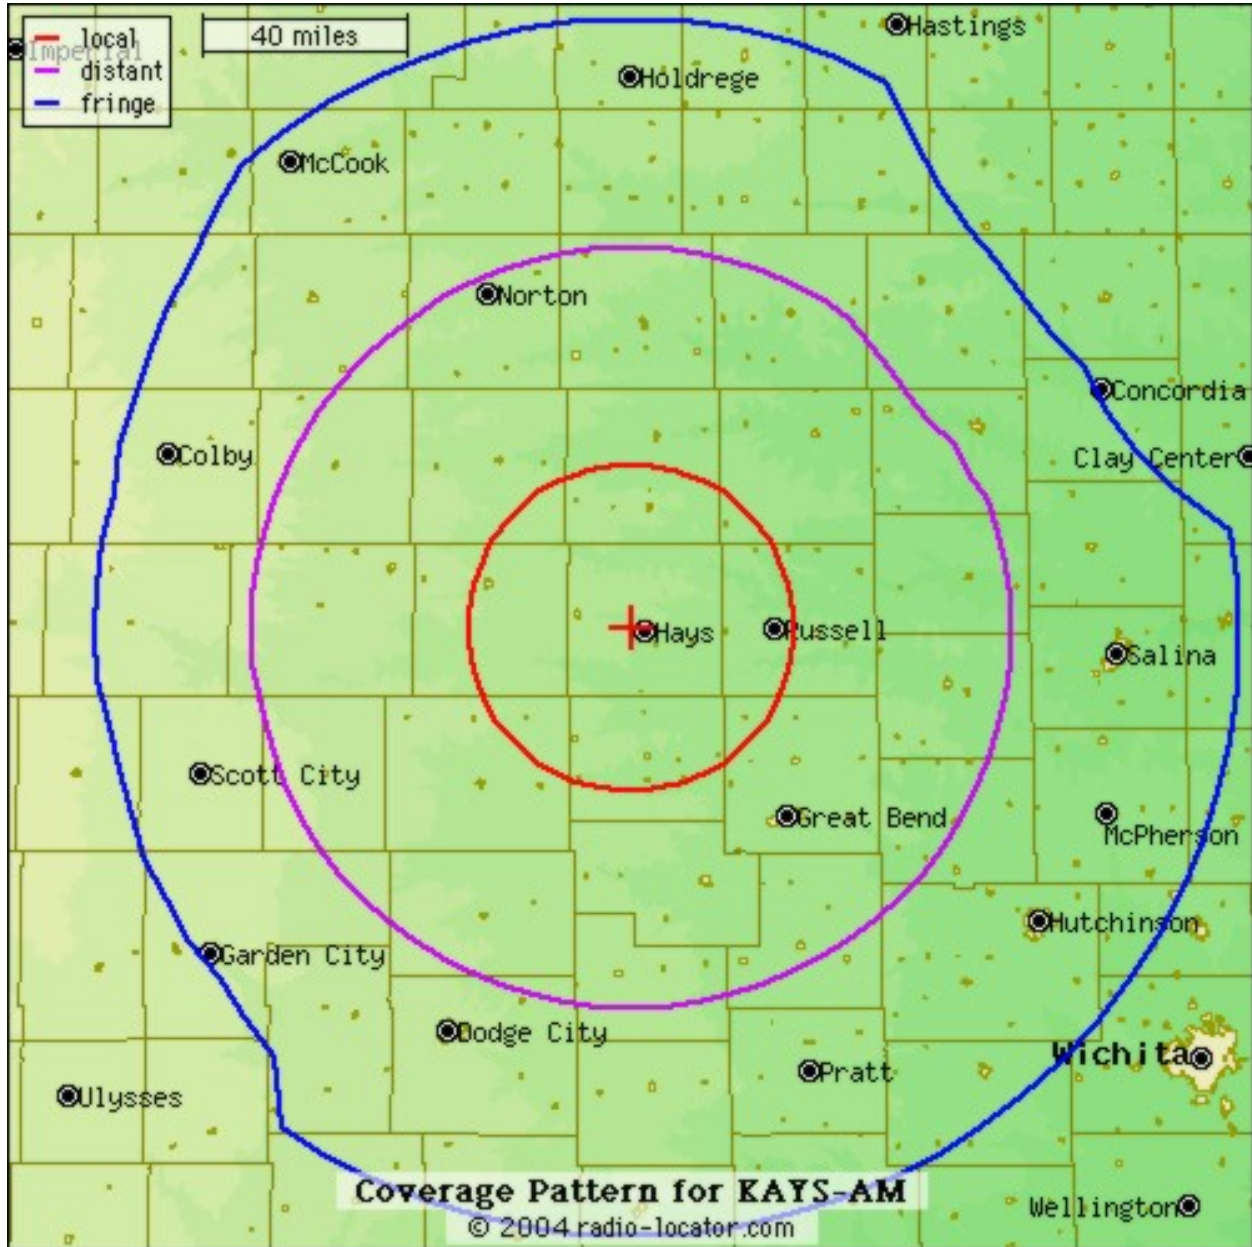 local
distant
fringe
Imperial
40 miles
Hastings
Holdrege
McCook
Norton
Concordia
Colby
Clay Center
Hays
Russell
Salina
Scott City
Great Bend
McPherson
Hutchinson
Garden City
Dodge City
Wichita
Pratt
Ulysses
Coverage Pattern for KAYS-AM
Wellington
© 2004 radio-locator.com